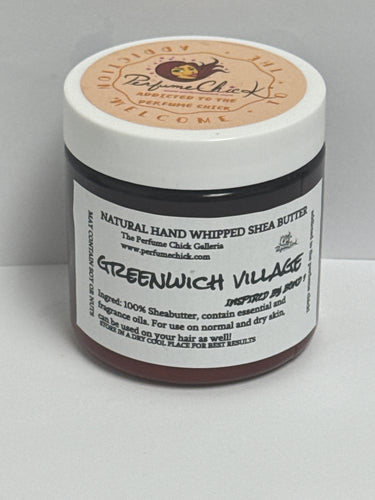 PerfumeChick
ADDICTED TO THE
PERFUME CHICK
WELCOME TO THE ADDICTION
NATURAL HAND WHIPPED SHEA BUTTER
The Perfume Chick Galleria
www.perfumechick.com
GREENWICH VILLAGE
INSPIRED BY
Ingred: 100% Sheabutter, contain essential and
fragrance oils. For use on normal and dry skin,
can be used on your hair as well!
STORE IN A DRY COOL PLACE FOR BEST RESULTS
MAY CONTAIN SOY OR NUTS